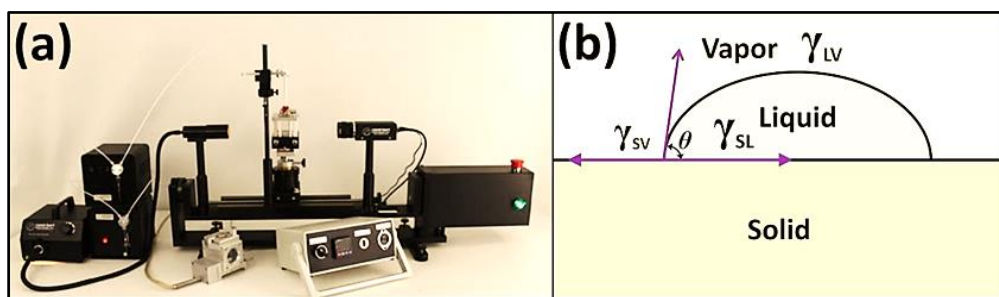 (a)
(b)
Vapor γLV
Liquid
γSV θ γSL
Solid